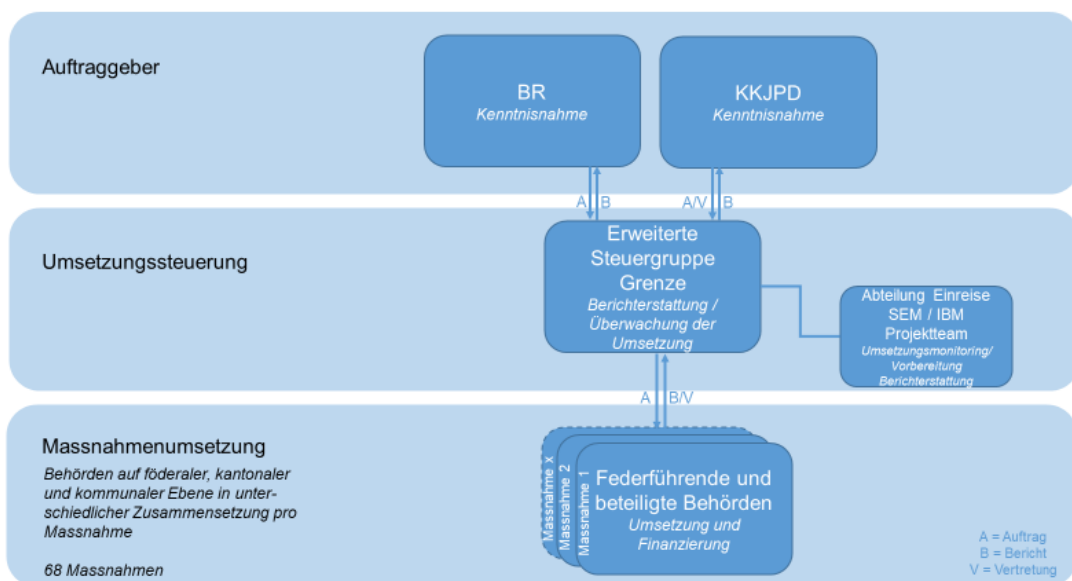 Auftraggeber
BR
Kenntnisnahme
KKJPD
Kenntnisnahme
A
B
A/V
B
Umsetzungssteuerung
Erweiterte
Steuergruppe
Grenze
Berichterstattung /
Überwachung der
Umsetzung
Abteilung Einreise
SEM / IBM
Projektteam
Umsetzungsmonitoring/
Vorbereitung
Berichterstattung
A
B/V
Massnahmenumsetzung
Behörden auf föderaler, kantonaler
und kommunaler Ebene in unter-
schiedlicher Zusammensetzung pro
Massnahme
68 Massnahmen
Massnahme x
Massnahme 2
Massnahme 1
Federführende und
beteiligte Behörden
Umsetzung und
Finanzierung
A = Auftrag
B = Bericht
V = Vertretung